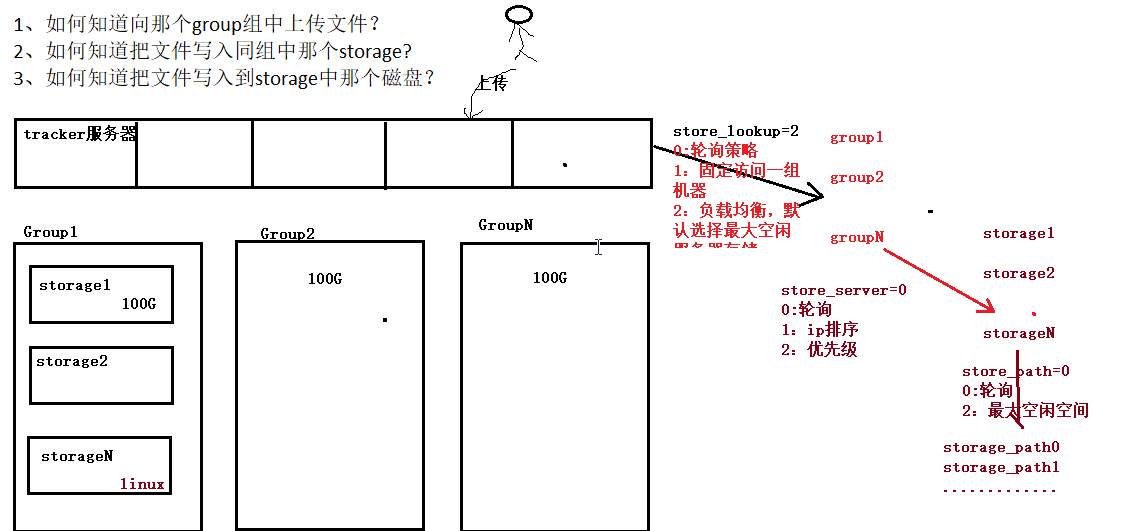 1、如何知道向那个group组中上传文件？
2、如何知道把文件写入同组中那个storage?
3、如何知道把文件写入到storage中那个磁盘？
上传
tracker服务器
store_lookup=2
0:轮询策略
1：固定访问一组
机器
2：负载均衡，默
认选择最大空闲
服务器存储
group1
group2
groupN
storage1
storage2
storageN
store_server=0
0:轮询
1：ip排序
2：优先级
store_path=0
0:轮询
2：最大空闲空间
storage_path0
storage_path1
.............
Group1
storage1
100G
storage2
storageN
linux
Group2
100G
GroupN
100G